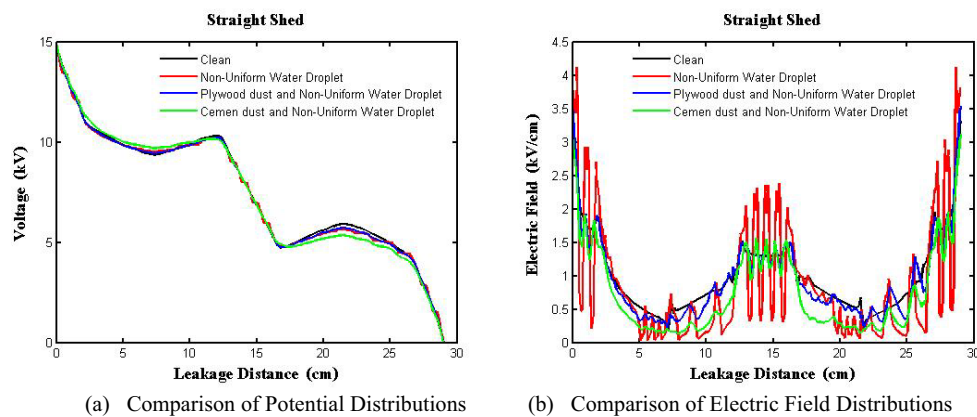 Straight Shed
15
10
5
0
0
5
10
15
20
25
30
Voltage (kV)
Leakage Distance (cm)
Clean
Non-Uniform Water Droplet
Plywood dust and Non-Uniform Water Droplet
Cemen dust and Non-Uniform Water Droplet
(a) Comparison of Potential Distributions
Straight Shed
4.5
4
3.5
3
2.5
2
1.5
1
0.5
0
0
5
10
15
20
25
30
Electric Field (kV/cm)
Leakage Distance (cm)
Clean
Non-Uniform Water Droplet
Plywood dust and Non-Uniform Water Droplet
Cemen dust and Non-Uniform Water Droplet
(b) Comparison of Electric Field Distributions